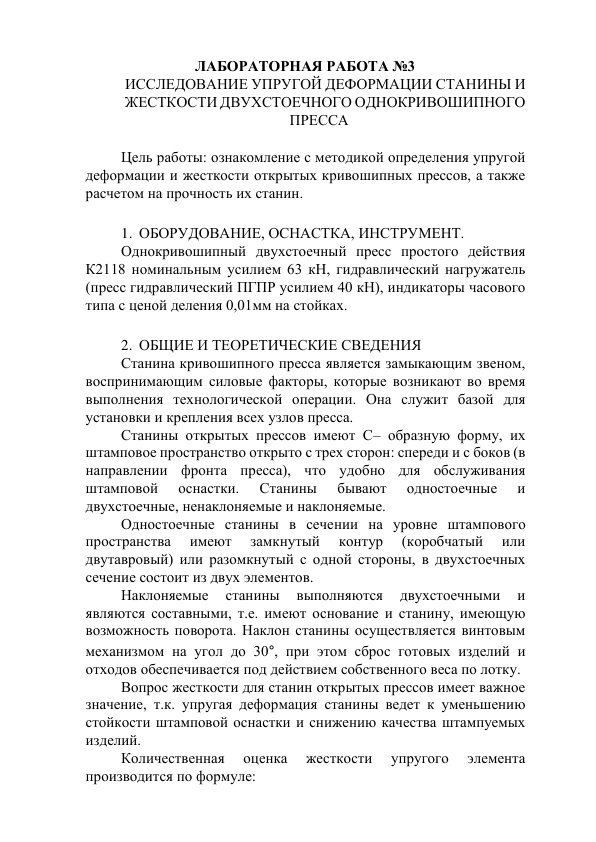 ЛАБОРАТОРНАЯ РАБОТА №3
ИССЛЕДОВАНИЕ УПРУГОЙ ДЕФОРМАЦИИ СТАНИНЫ И
ЖЕСТКОСТИ ДВУХСТОЕЧНОГО ОДНОКРИВОШИПНОГО
ПРЕССА
Цель работы: ознакомление с методикой определения упругой
деформации и жесткости открытых кривошипных прессов, а также
расчетом на прочность их станин.
1. ОБОРУДОВАНИЕ, ОСНАСТКА, ИНСТРУМЕНТ.
Однокривошипный двухстоечный пресс простого действия
К2118 номинальным усилием 63 кН, гидравлический нагружатель
(пресс гидравлический ПГПР усилием 40 кН), индикаторы часового
типа с ценой деления 0,01мм на стойках.
2. ОБЩИЕ И ТЕОРЕТИЧЕСКИЕ СВЕДЕНИЯ
Станина кривошипного пресса является замыкающим звеном,
воспринимающим силовые факторы, которые возникают во время
выполнения технологической операции. Она служит базой для
установки и крепления всех узлов пресса.
Станины открытых прессов имеют С– образную форму, их
штамповое пространство открыто с трех сторон: спереди и с боков (в
направлении фронта пресса), что удобно для обслуживания
штамповой оснастки. Станины бывают одностоечные и
двухстоечные, ненаклоняемые и наклоняемые.
Одностоечные станины в сечении на уровне штампового
пространства имеют замкнутый контур (коробчатый или
двутавровый) или разомкнутый с одной стороны, в двухстоечных
сечение состоит из двух элементов.
Наклоняемые станины выполняются двухстоечными и
являются составными, т.е. имеют основание и станину, имеющую
возможность поворота. Наклон станины осуществляется винтовым
механизмом на угол до 30°, при этом сброс готовых изделий и
отходов обеспечивается под действием собственного веса по лотку.
Вопрос жесткости для станин открытых прессов имеет важное
значение, т.к. упругая деформация станины ведет к уменьшению
стойкости штамповой оснастки и снижению качества штампуемых
изделий.
Количественная оценка жесткости упругого элемента
производится по формуле: